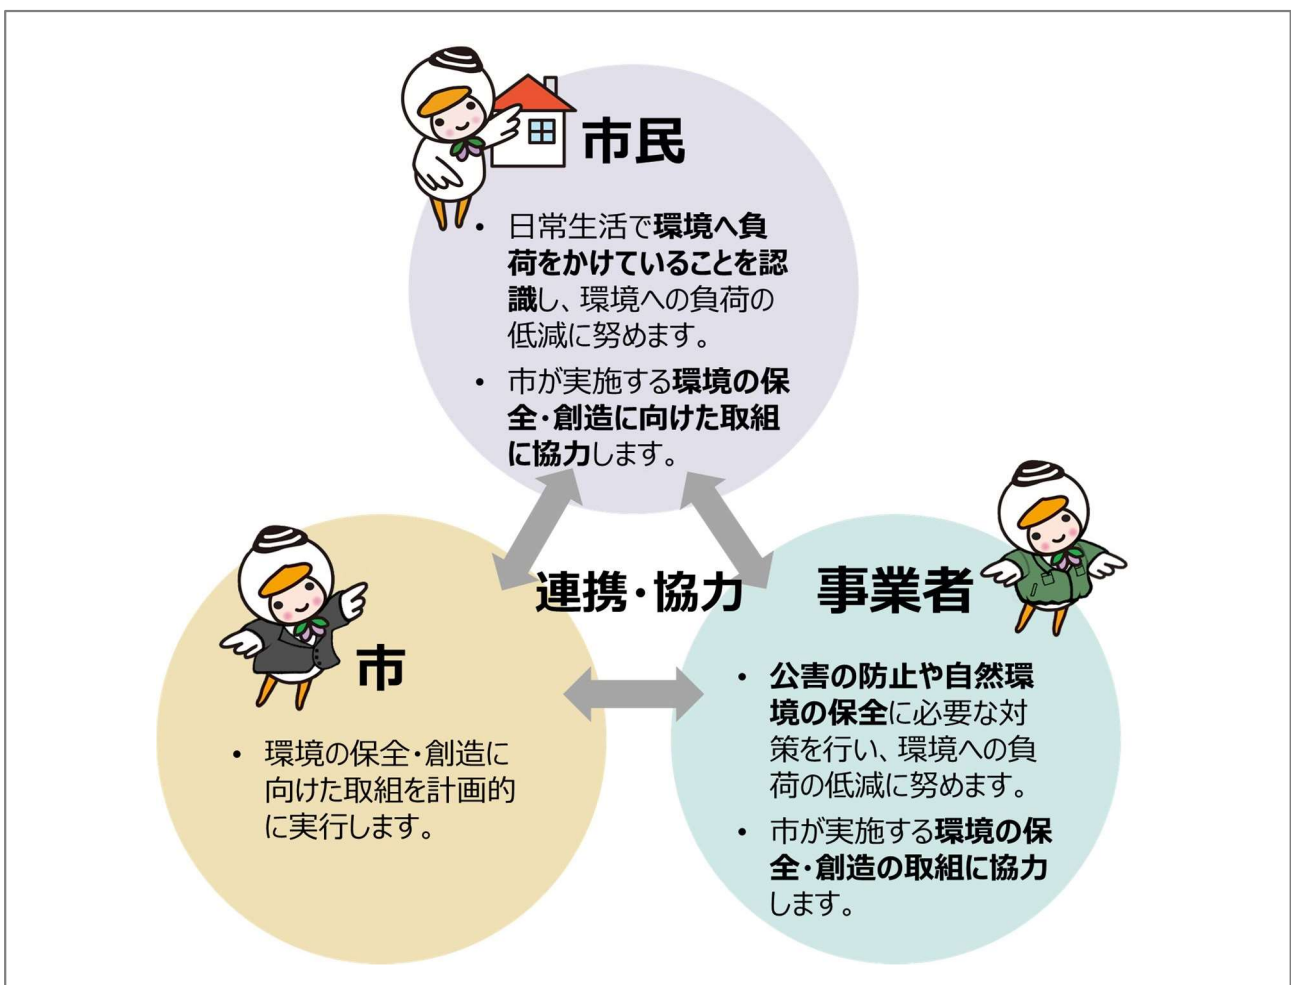 市民
• 日常生活で環境へ負
荷をかけていることを認
識し、環境への負荷の
低減に努めます。
• 市が実施する環境の保
全・創造に向けた取組
に協力します。
連携・協力
市
• 環境の保全・創造に
向けた取組を計画的
に実行します。
事業者
• 公害の防止や自然環
境の保全に必要な対
策を行い、環境への負
荷の低減に努めます。
• 市が実施する環境の保
全・創造の取組に協力
します。